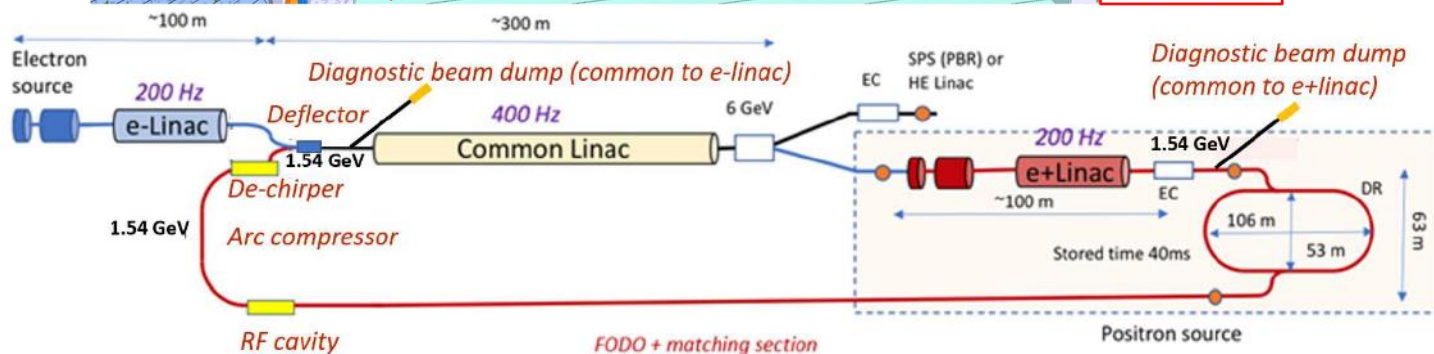 ~100 m
~300 m
Electron
source
200 Hz
e-Linac
Deflector
Diagnostic beam dump (common to e-linac)
400 Hz
Common Linac
1.54 GeV
6 GeV
EC
SPS (PBR) or
HE Linac
Diagnostic beam dump
(common to e+linac)
200 Hz
e+Linac
1.54 GeV
EC
~100 m
DR
106 m
53 m
63 m
Stored time 40ms
De-chirper
1.54 GeV
Arc compressor
RF cavity
FODO + matching section
Positron source